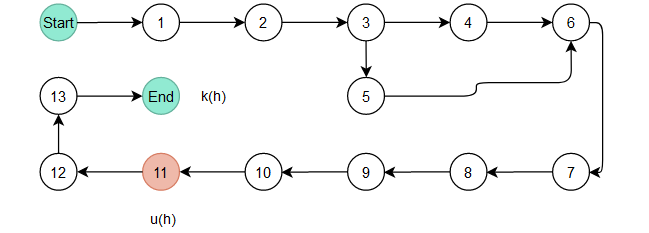 Start 1 2 3 4 6
13 End k(h) 5
12 11 10 9 8 7
u(h)